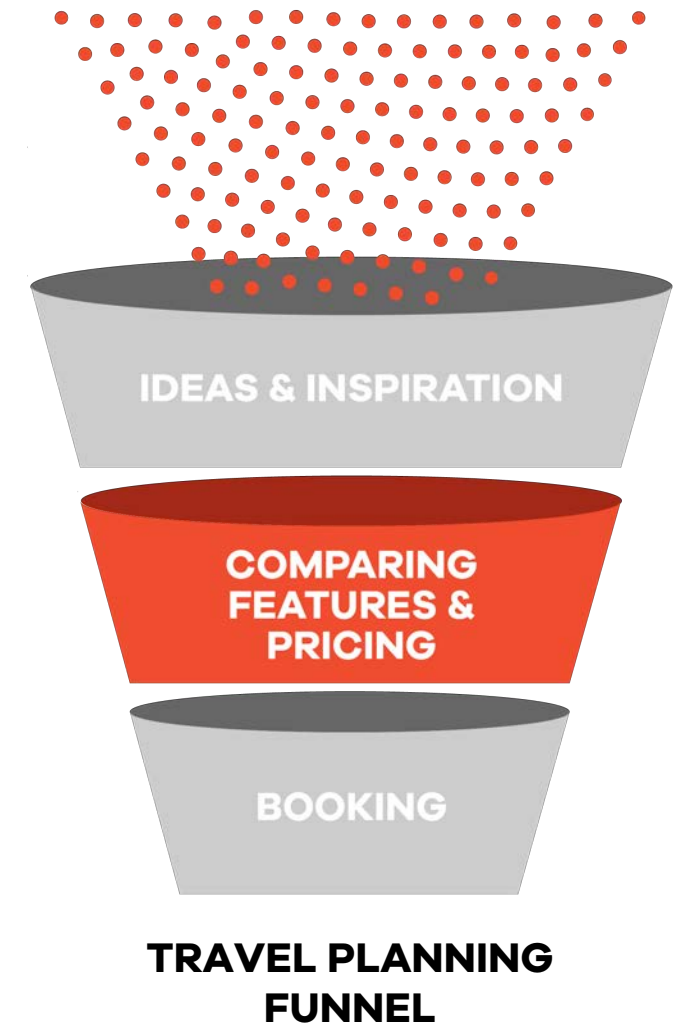 IDEAS & INSPIRATION
COMPARING
FEATURES &
PRICING
BOOKING
TRAVEL PLANNING
FUNNEL